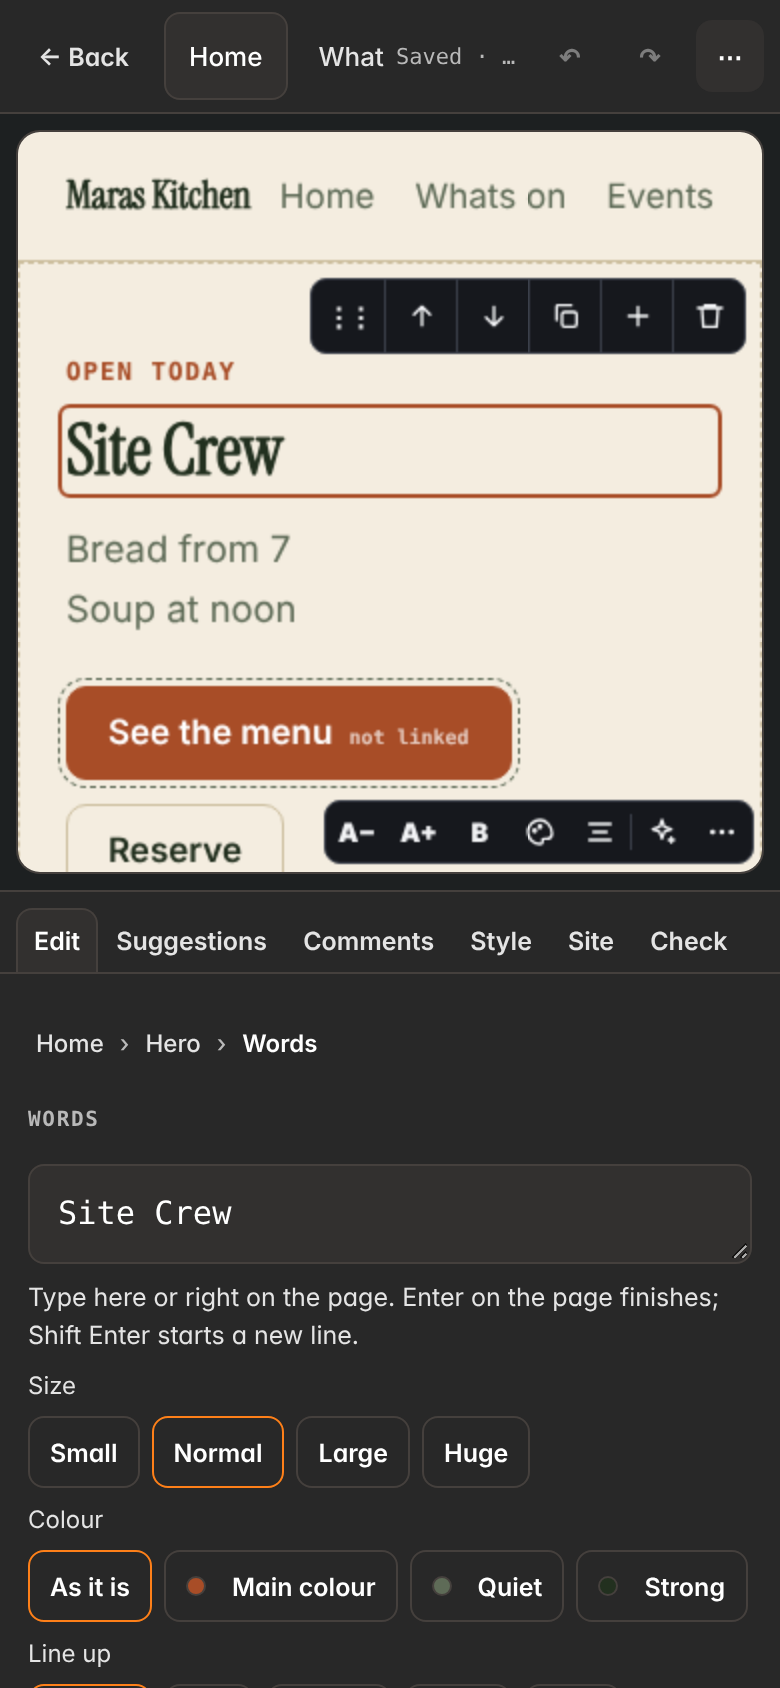 ← Back Home What Saved · … ↶ ↷ …
Maras Kitchen Home Whats on Events
OPEN TODAY
Site Crew
Bread from 7
Soup at noon
See the menu not linked
Reserve A− A+ B
Edit Suggestions Comments Style Site Check
Home › Hero › Words
WORDS
Site Crew
Type here or right on the page. Enter on the page finishes;
Shift Enter starts a new line.
Size
Small Normal Large Huge
Colour
As it is Main colour Quiet Strong
Line up